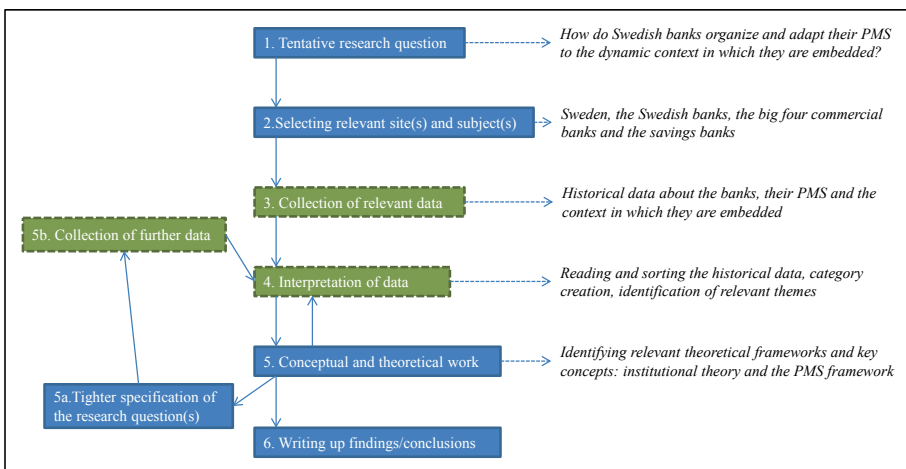 1. Tentative research question
How do Swedish banks organize and adapt their PMS
to the dynamic context in which they are embedded?
2.Selecting relevant site(s) and subject(s)
Sweden, the Swedish banks, the big four commercial
banks and the savings banks
3. Collection of relevant data
Historical data about the banks, their PMS and the
context in which they are embedded
5b. Collection of further data
4. Interpretation of data
Reading and sorting the historical data, category
creation, identification of relevant themes
5. Conceptual and theoretical work
Identifying relevant theoretical frameworks and key
concepts: institutional theory and the PMS framework
5a.Tighter specification of
the research question(s)
6. Writing up findings/conclusions